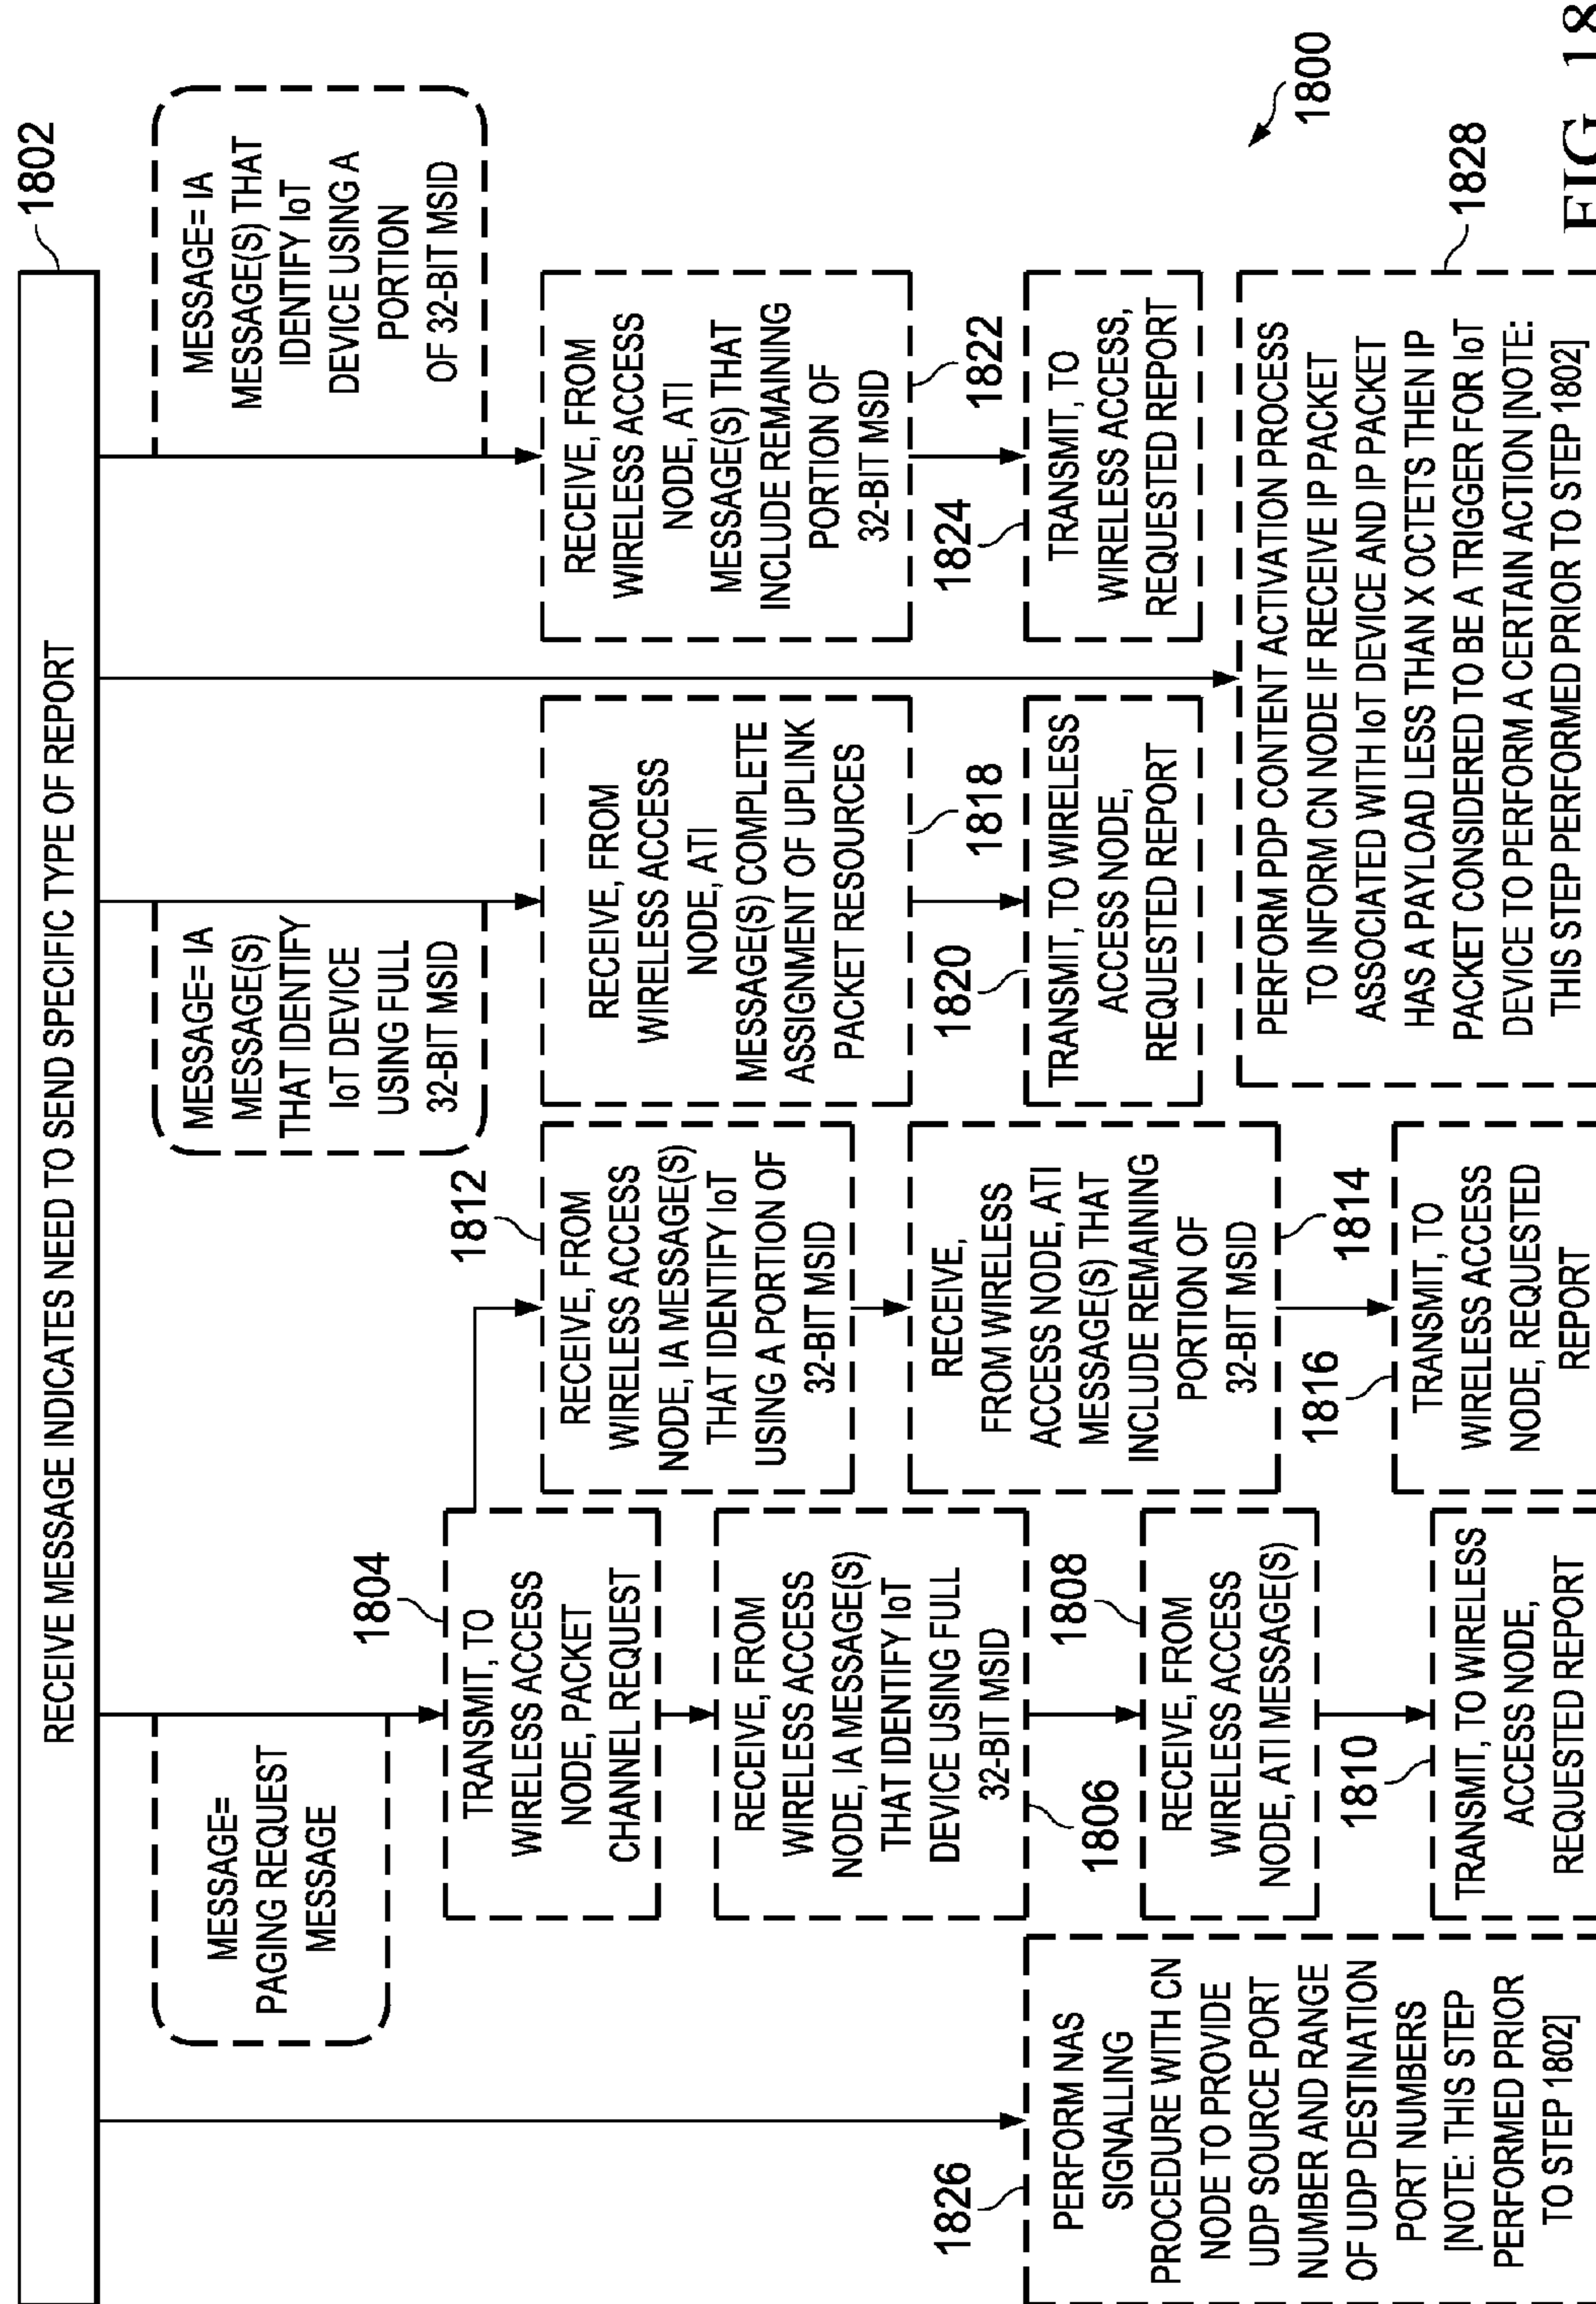 RECEIVE MESSAGE INDICATES NEED TO SEND SPECIFIC TYPE OF REPORT
1802
MESSAGE=
PAGING REQUEST
MESSAGE
MESSAGE= IA
MESSAGE(S)
THAT IDENTIFY
IoT DEVICE
USING FULL
32-BIT MSID
MESSAGE= IA
MESSAGE(S) THAT
IDENTIFY IoT
DEVICE USING A
PORTION
OF 32-BIT MSID
1804
TRANSMIT, TO
WIRELESS ACCESS
NODE, PACKET
CHANNEL REQUEST
RECEIVE, FROM
WIRELESS ACCESS
NODE, IA MESSAGE(S)
THAT IDENTIFY IoT
DEVICE USING FULL
32-BIT MSID
1806
1808
RECEIVE, FROM
WIRELESS ACCESS
NODE, ATI MESSAGE(S)
1810
TRANSMIT, TO WIRELESS
ACCESS NODE,
REQUESTED REPORT
1812
RECEIVE, FROM
WIRELESS ACCESS
NODE, IA MESSAGE(S)
THAT IDENTIFY IoT
USING A PORTION OF
32-BIT MSID
RECEIVE,
FROM WIRELESS
ACCESS NODE, ATI
MESSAGE(S) THAT
INCLUDE REMAINING
PORTION OF
32-BIT MSID
1814
1816
TRANSMIT, TO
WIRELESS ACCESS
NODE, REQUESTED
REPORT
RECEIVE, FROM
WIRELESS ACCESS
NODE, ATI
MESSAGE(S) COMPLETE
ASSIGNMENT OF UPLINK
PACKET RESOURCES
1818
1820
TRANSMIT, TO WIRELESS
ACCESS NODE,
REQUESTED REPORT
RECEIVE, FROM
WIRELESS ACCESS
NODE, ATI
MESSAGE(S) THAT
INCLUDE REMAINING
PORTION OF
32-BIT MSID
1822
1824
TRANSMIT, TO
WIRELESS ACCESS,
REQUESTED REPORT
1826
PERFORM NAS
SIGNALLING
PROCEDURE WITH CN
NODE TO PROVIDE
UDP SOURCE PORT
NUMBER AND RANGE
OF UDP DESTINATION
PORT NUMBERS
[NOTE: THIS STEP
PERFORMED PRIOR
TO STEP 1802]
1828
PERFORM PDP CONTENT ACTIVATION PROCESS
TO INFORM CN NODE IF RECEIVE IP PACKET
ASSOCIATED WITH IoT DEVICE AND IP PACKET
HAS A PAYLOAD LESS THAN X OCTETS THEN IP
PACKET CONSIDERED TO BE A TRIGGER FOR IoT
DEVICE TO PERFORM A CERTAIN ACTION [NOTE:
THIS STEP PERFORMED PRIOR TO STEP 1802]
1800
FIG. 18